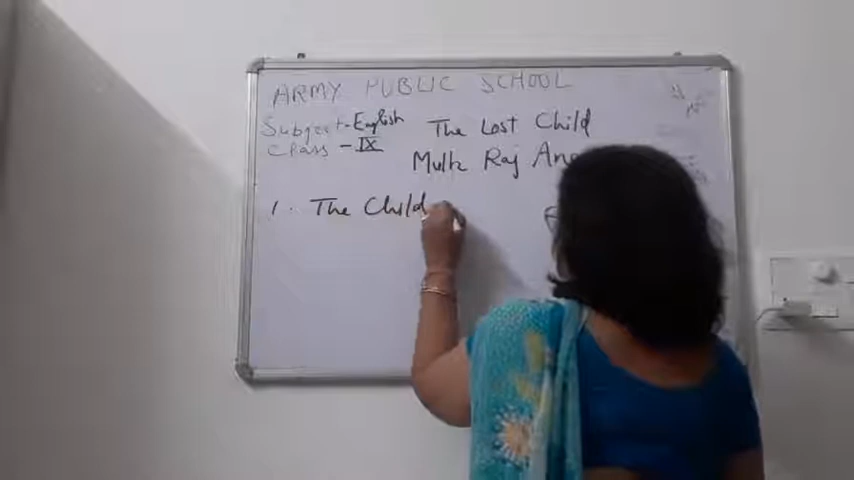 ARMY PUBLIC SCHOOL
Subject-English
Class - IX
The Lost Child
Mulk Raj
1. The Child